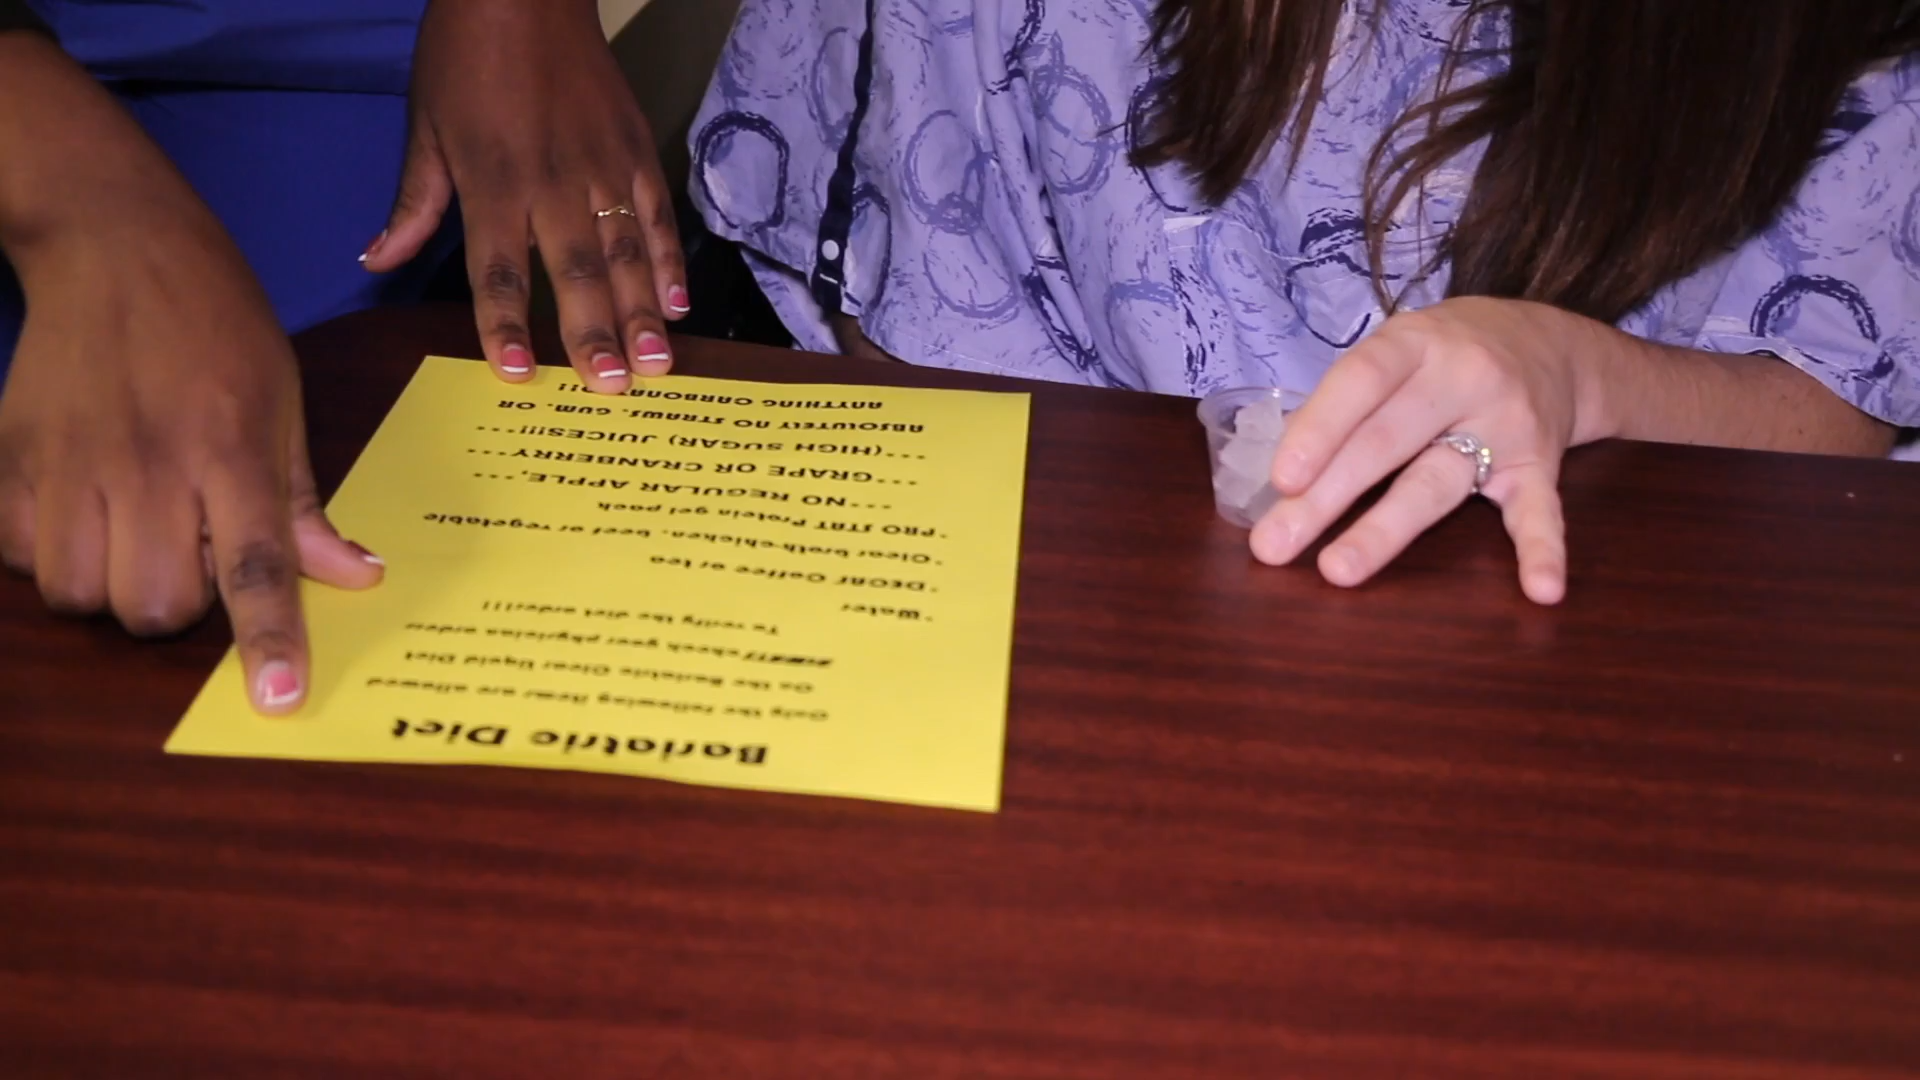 Bariatric Diet
Only the following items are allowed
On the Bariatric Clear Liquid Diet
check your physicians orders
To verify the diet order!!!
*Water
*DECAF Coffee or tea
*Clear broth-chicken, beef or vegetable
*PRO STAT Protein gel pack
***NO REGULAR APPLE, ***
***GRAPE OR CRANBERRY***
***(HIGH SUGAR) JUICES!!!!***
ABSOLUTELY NO STRAWS, GUM, OR
ANYTHING !!